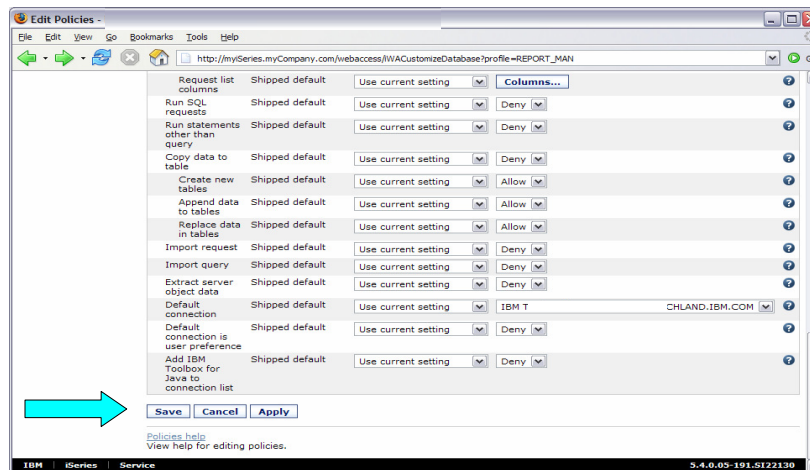 Edit Policies -
File Edit View Go Bookmarks Tools Help
http://myiSeries.myCompany.com/webaccess/iWACustomizeDatabase?profile=REPORT_MAN
Request list columns Shipped default Use current setting Columns...
Run SQL requests Shipped default Use current setting Deny
Run statements other than query Shipped default Use current setting Deny
Copy data to table Shipped default Use current setting Deny
Create new tables Shipped default Use current setting Allow
Append data to tables Shipped default Use current setting Allow
Replace data in tables Shipped default Use current setting Allow
Import request Shipped default Use current setting Deny
Import query Shipped default Use current setting Deny
Extract server object data Shipped default Use current setting Deny
Default connection Shipped default Use current setting IBM T CHLAND.IBM.COM
Default connection is user preference Shipped default Use current setting Deny
Add IBM Toolbox for Java to connection list Shipped default Use current setting Deny
Save Cancel Apply
Policies help
View help for editing policies.
IBM iSeries Service 5.4.0.05-191.SI22130